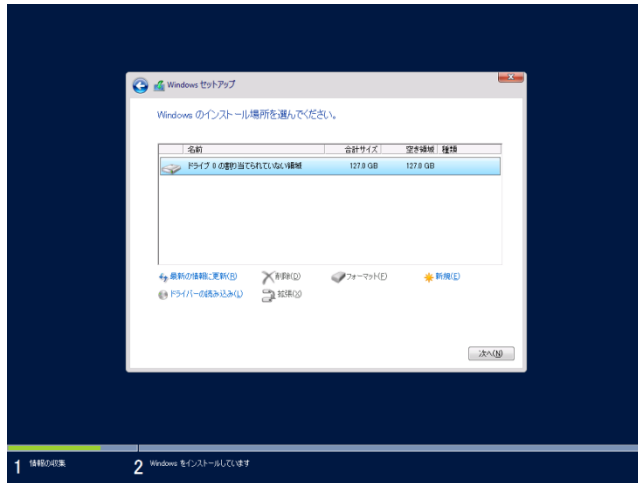 Windows セットアップ
Windows のインストール場所を選んでください。
名前 合計サイズ 空き領域 種類
ドライブ 0 の割り当てられていない領域 127.0 GB 127.0 GB
最新の情報に更新(R) 削除(D) フォーマット(F) 新規(E)
ドライバーの読み込み(L) 拡張(X)
次へ(N)
1 情報の収集 2 Windows をインストールしています